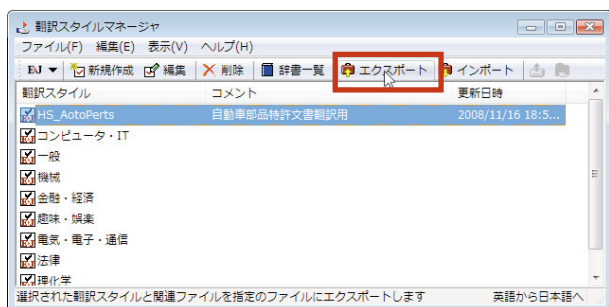 翻訳スタイルマネージャ
ファイル(F) 編集(E) 表示(V) ヘルプ(H)
EJ ▼ 新規作成 編集 削除 辞書一覧 エクスポート インポート
翻訳スタイル コメント 更新日時
HS_AotoPerts 自動車部品特許文書翻訳用 2008/11/16 18:5...
コンピュータ・IT
一般
機械
金融・経済
趣味・娯楽
電気・電子・通信
法律
理化学
選択された翻訳スタイルと関連ファイルを指定のファイルにエクスポートします 英語から日本語へ